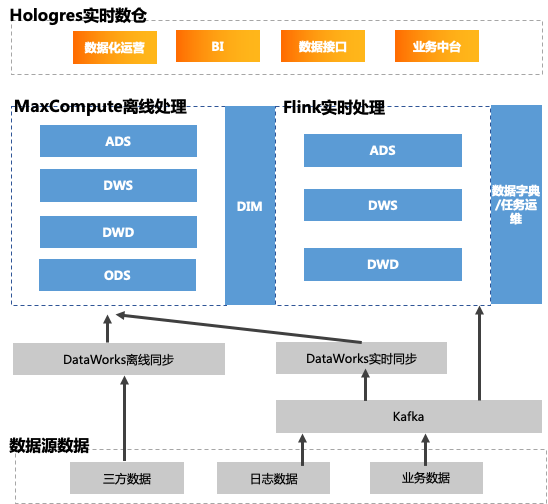 Hologres实时数仓
数据化运营
BI
数据接口
业务中台
MaxCompute离线处理
ADS
DWS
DWD
ODS
DIM
Flink实时处理
ADS
DWS
DWD
数据字典
/任务运
维
DataWorks离线同步
DataWorks实时同步
Kafka
数据源数据
三方数据
日志数据
业务数据